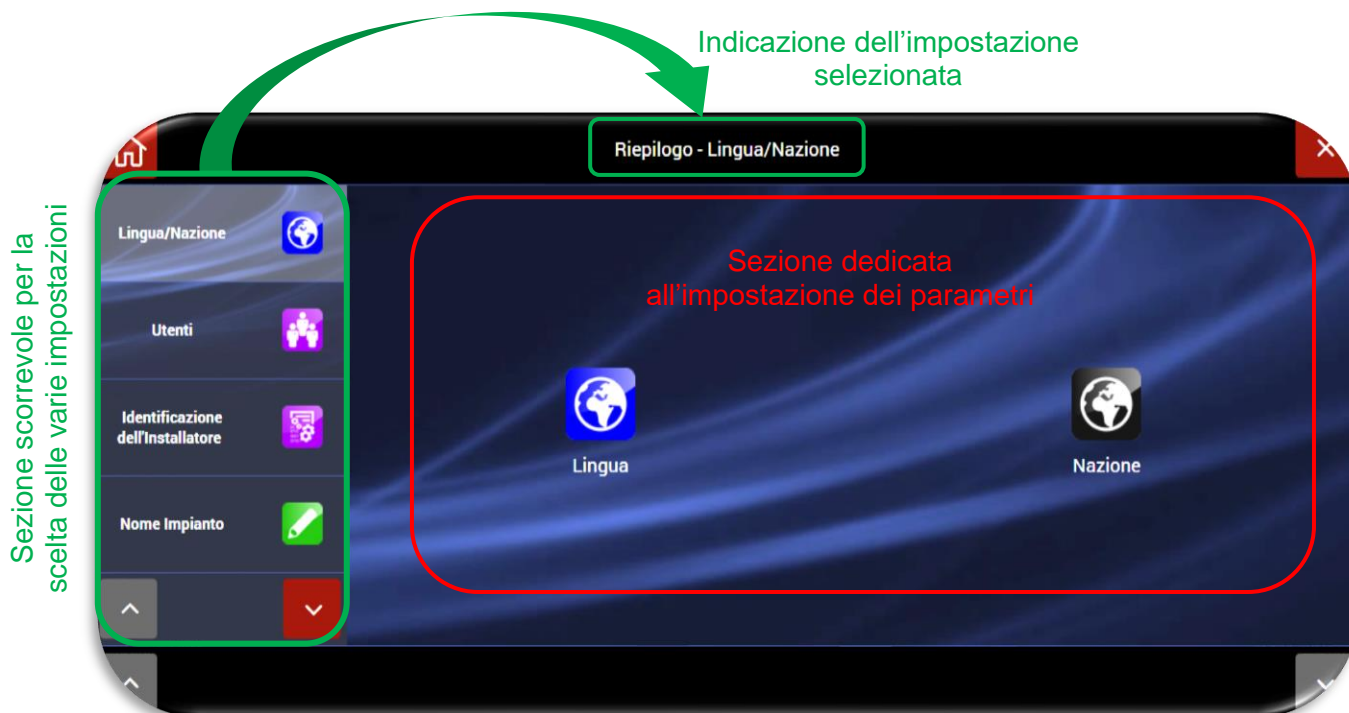 Indicazione dell’impostazione
selezionata
Riepilogo - Lingua/Nazione
Sezione scorrevole per la
scelta delle varie impostazioni
Lingua/Nazione
Utenti
Identificazione
dell'Installatore
Nome Impianto
Sezione dedicata
all’impostazione dei parametri
Lingua
Nazione